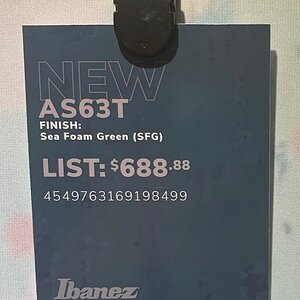 NEW
AS63T
FINISH:
Sea Foam Green (SFG)
LIST: $688.88
4549763169198499
Ibanez